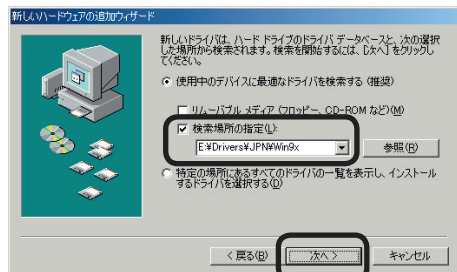 新しいハードウェアの追加ウィザード
新しいドライバは、ハード ドライブのドライバ データベースと、次の選択
した場所から検索されます。検索を開始するには、[次へ] をクリックし
てください。
使用中のデバイスに最適なドライバを検索する (推奨)
リムーバブル メディア (フロッピー、CD-ROM など)(M)
検索場所の指定(L):
E:¥Drivers¥JPN¥Win9x
参照(R)
特定の場所にあるすべてのドライバの一覧を表示し、インストール
するドライバを選択する(D)
< 戻る(B)
次へ >
キャンセル